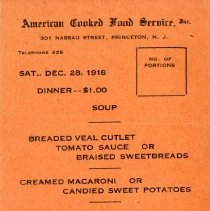 American Cooked Food Service, Inc.
301 NASSAU STREET, PRINCETON, N. J.
TELEPHONE 425
NO. OF
PORTIONS
SAT., DEC. 28, 1918
DINNER--$1.00
SOUP
BREADED VEAL CUTLET
TOMATO SAUCE OR
BRAISED SWEETBREADS
CREAMED MACARONI OR
CANDIED SWEET POTATOES